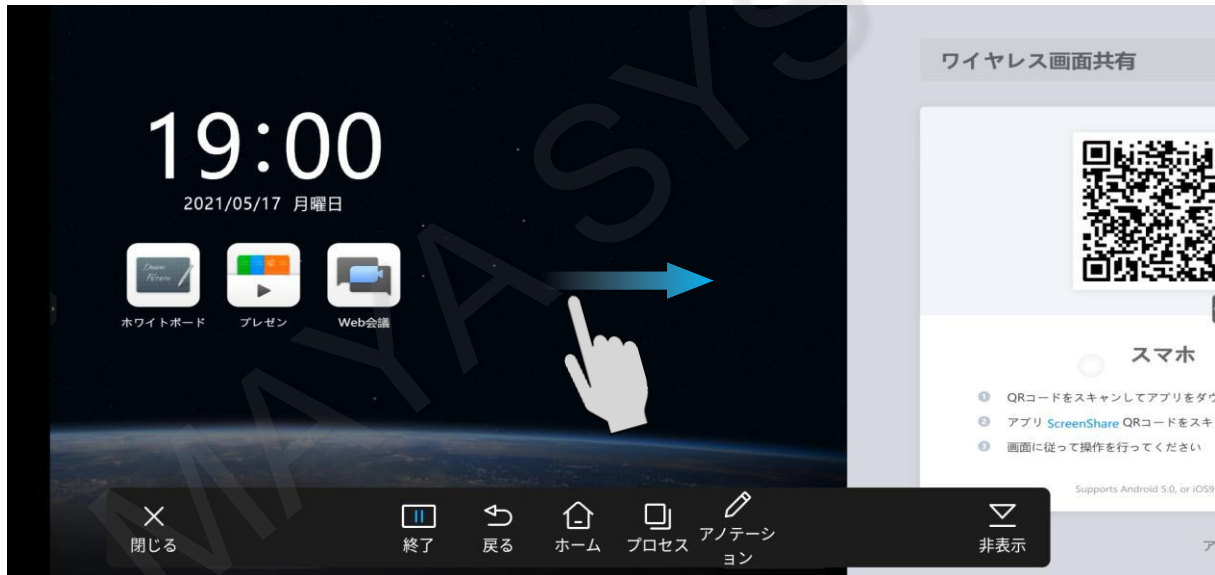 ワイヤレス画面共有
19:00
2021/05/17 月曜日
ホワイトボード プレゼン Web会議
スマホ
QRコードをスキャンしてアプリをダウ
アプリ ScreenShare QRコードをスキ
画面に従って操作を行ってください
Supports Android 5.0, or iOS9
閉じる 終了 戻る ホーム プロセス アノテーシ
ョン 非表示
ア
MAYA SYS